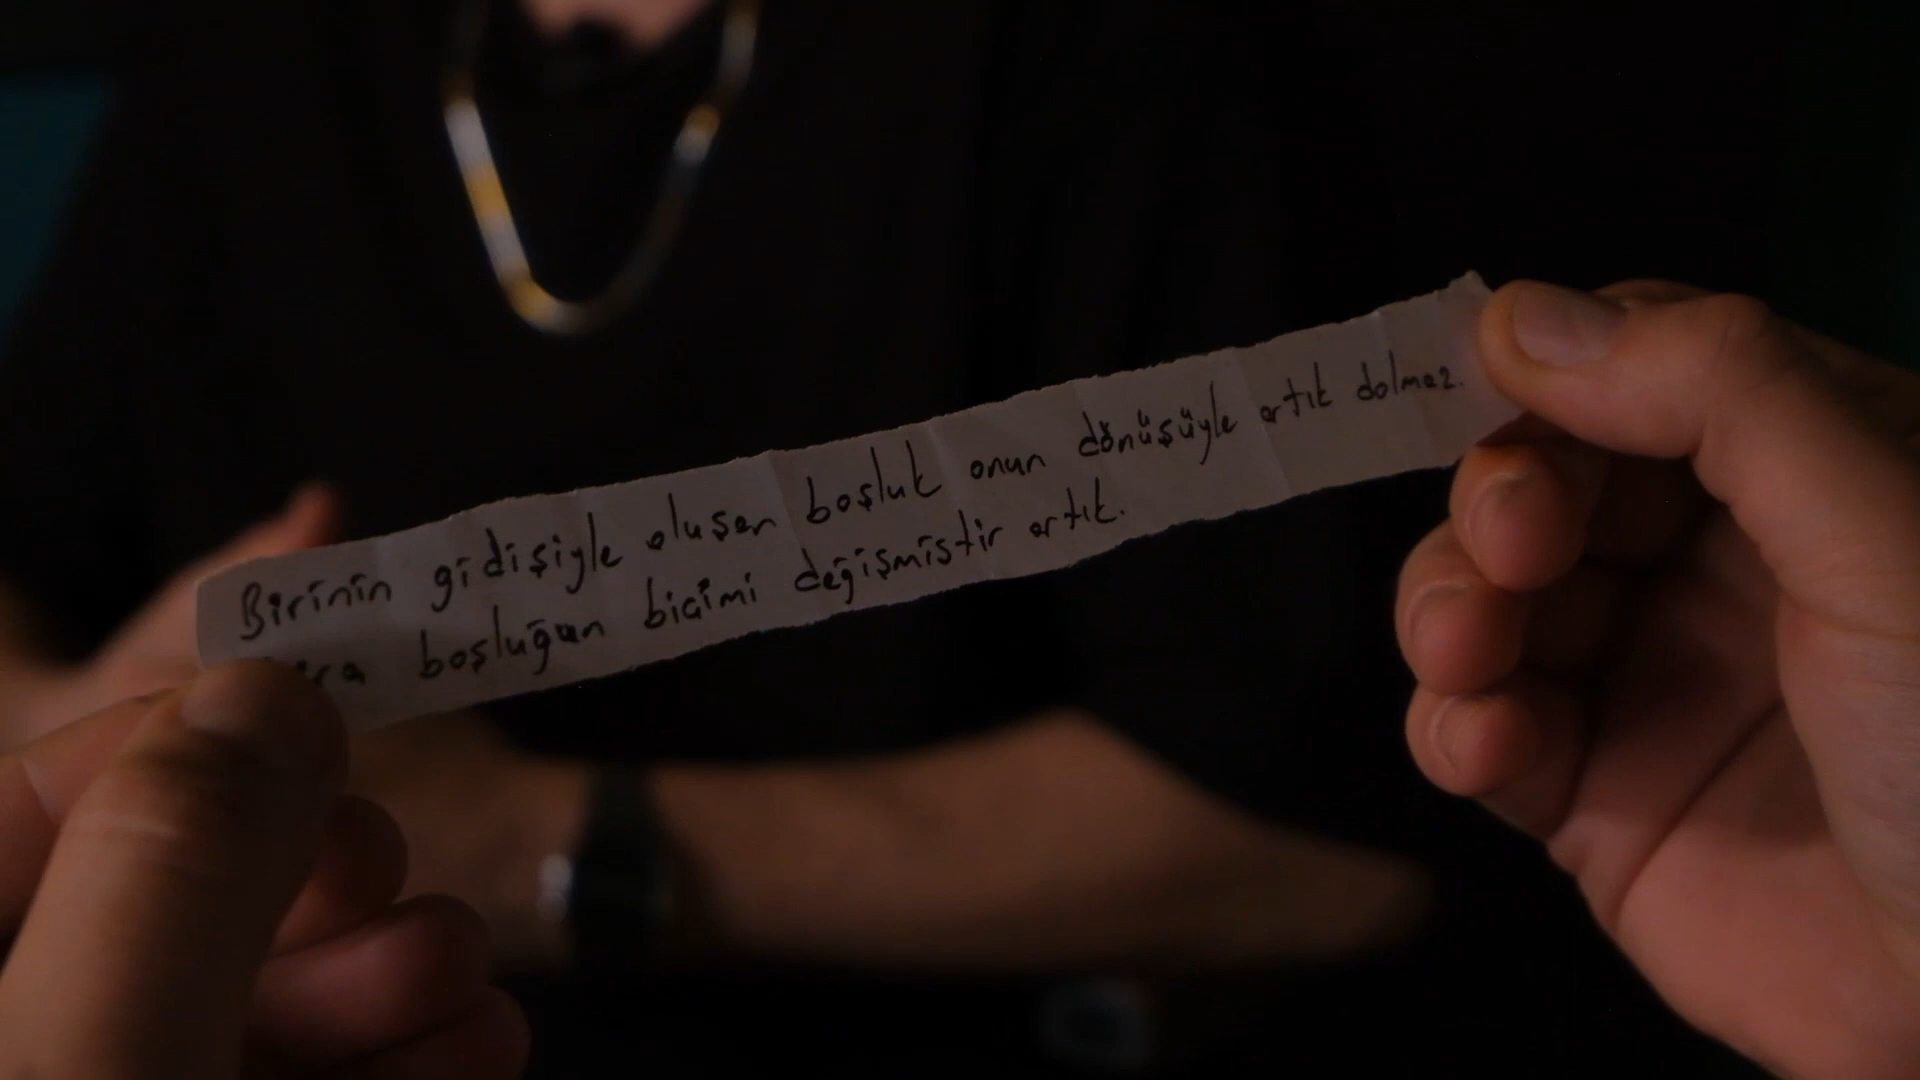 Birinin gidişiyle oluşan boşluk onun dönüşüyle artık dolmaz.
boşluğun biçimi değişmiştir artık.